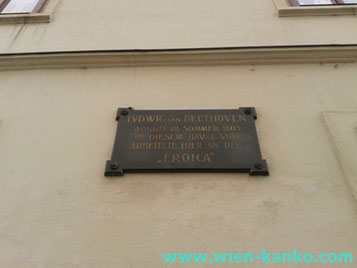 LVDWIG VAN BEETHOVEN
WOHNTE IM SOMMER 1803
IN DIESEM HAUSE UND
ARBEITETE HIER AN DER
„EROICA”
www.wien-kanko.com